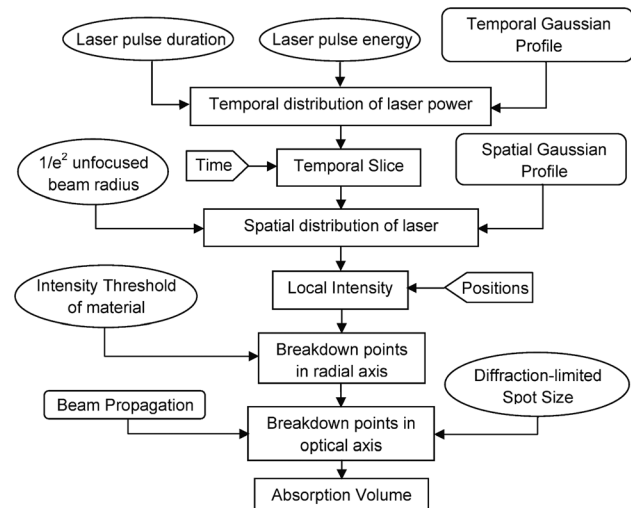 Laser pulse duration
Laser pulse energy
Temporal Gaussian
Profile
Temporal distribution of laser power
1/e² unfocused
beam radius
Time
Temporal Slice
Spatial Gaussian
Profile
Spatial distribution of laser
Intensity Threshold
of material
Local Intensity
Positions
Breakdown points
in radial axis
Diffraction-limited
Spot Size
Beam Propagation
Breakdown points in
optical axis
Absorption Volume